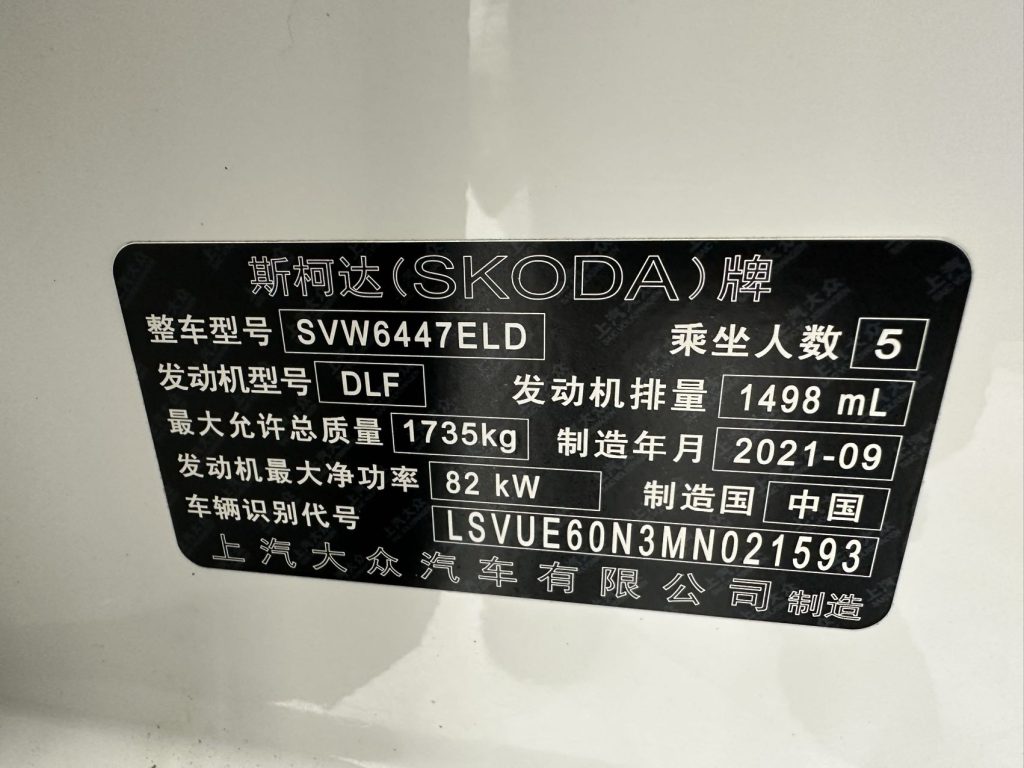 斯柯达(SKODA)牌
整车型号 SVW6447ELD 乘坐人数 5
发动机型号 DLF 发动机排量 1498 mL
最大允许总质量 1735kg 制造年月 2021-09
发动机最大净功率 82 kW 制造国 中国
车辆识别代号 LSVUE60N3MN021593
上汽大众汽车有限公司 制造